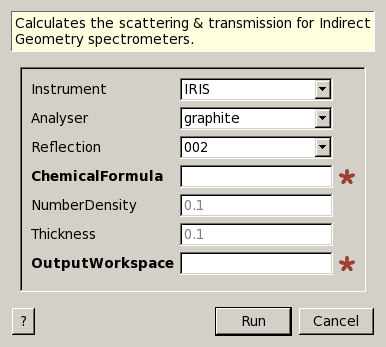 Calculates the scattering & transmission for Indirect
Geometry spectrometers.
Instrument IRIS
Analyser graphite
Reflection 002
ChemicalFormula
NumberDensity 0.1
Thickness 0.1
OutputWorkspace
? Run Cancel